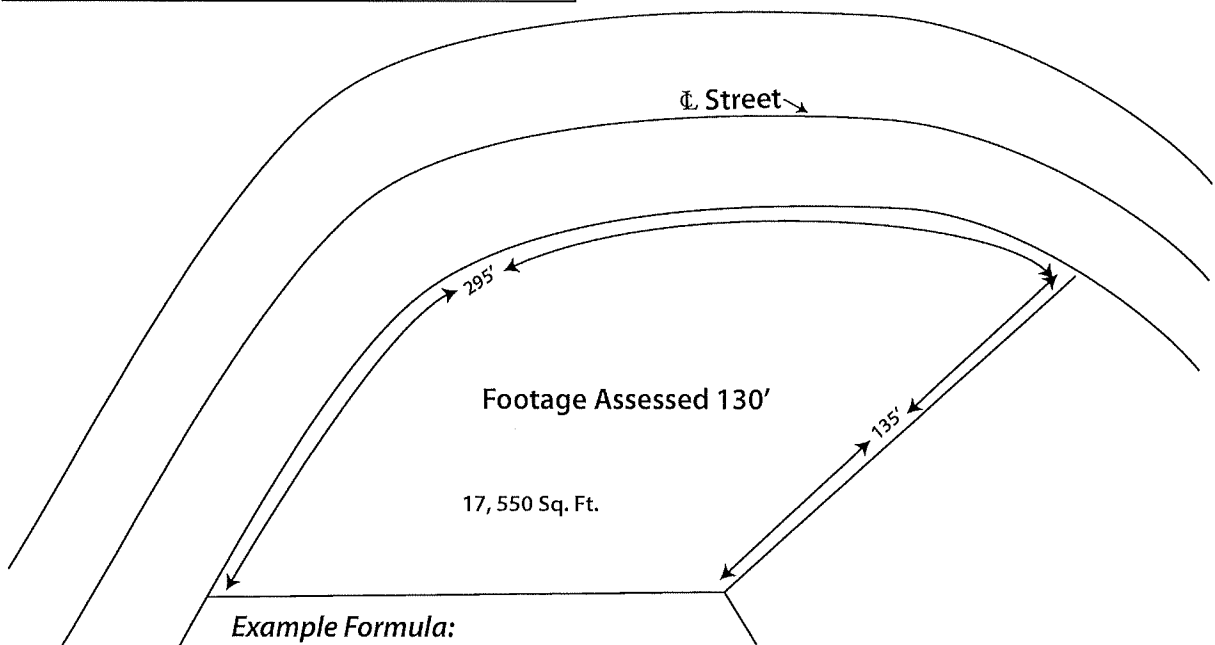 ℄ Street
295'
Footage Assessed 130'
135'
17, 550 Sq. Ft.
Example Formula: